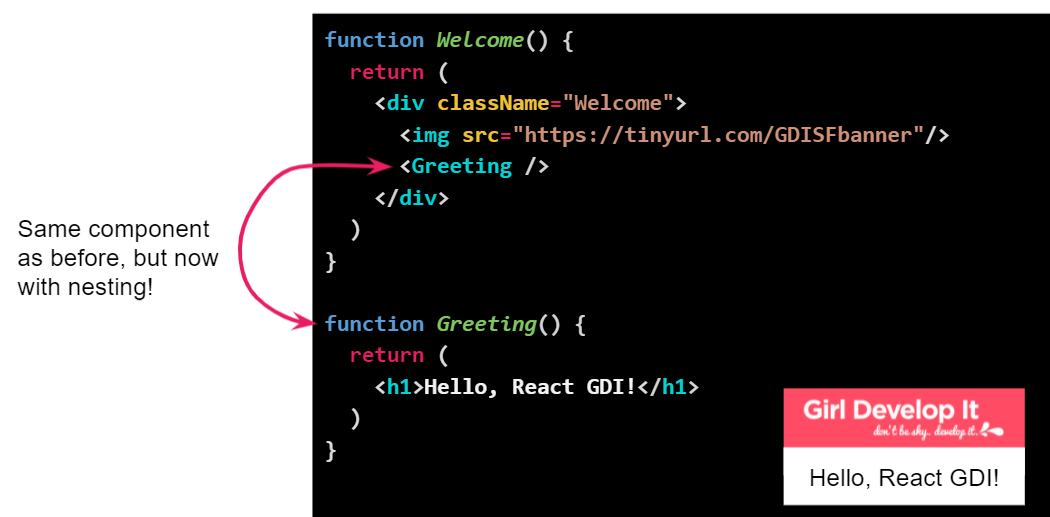 function Welcome() {
return (
<div className="Welcome">
<img src="https://tinyurl.com/GDISFbanner"/>
<Greeting />
</div>
)
}
Same component
as before, but now
with nesting!
function Greeting() {
return (
<h1>Hello, React GDI!</h1>
)
}
Girl Develop It
don't be shy. develop it.
Hello, React GDI!